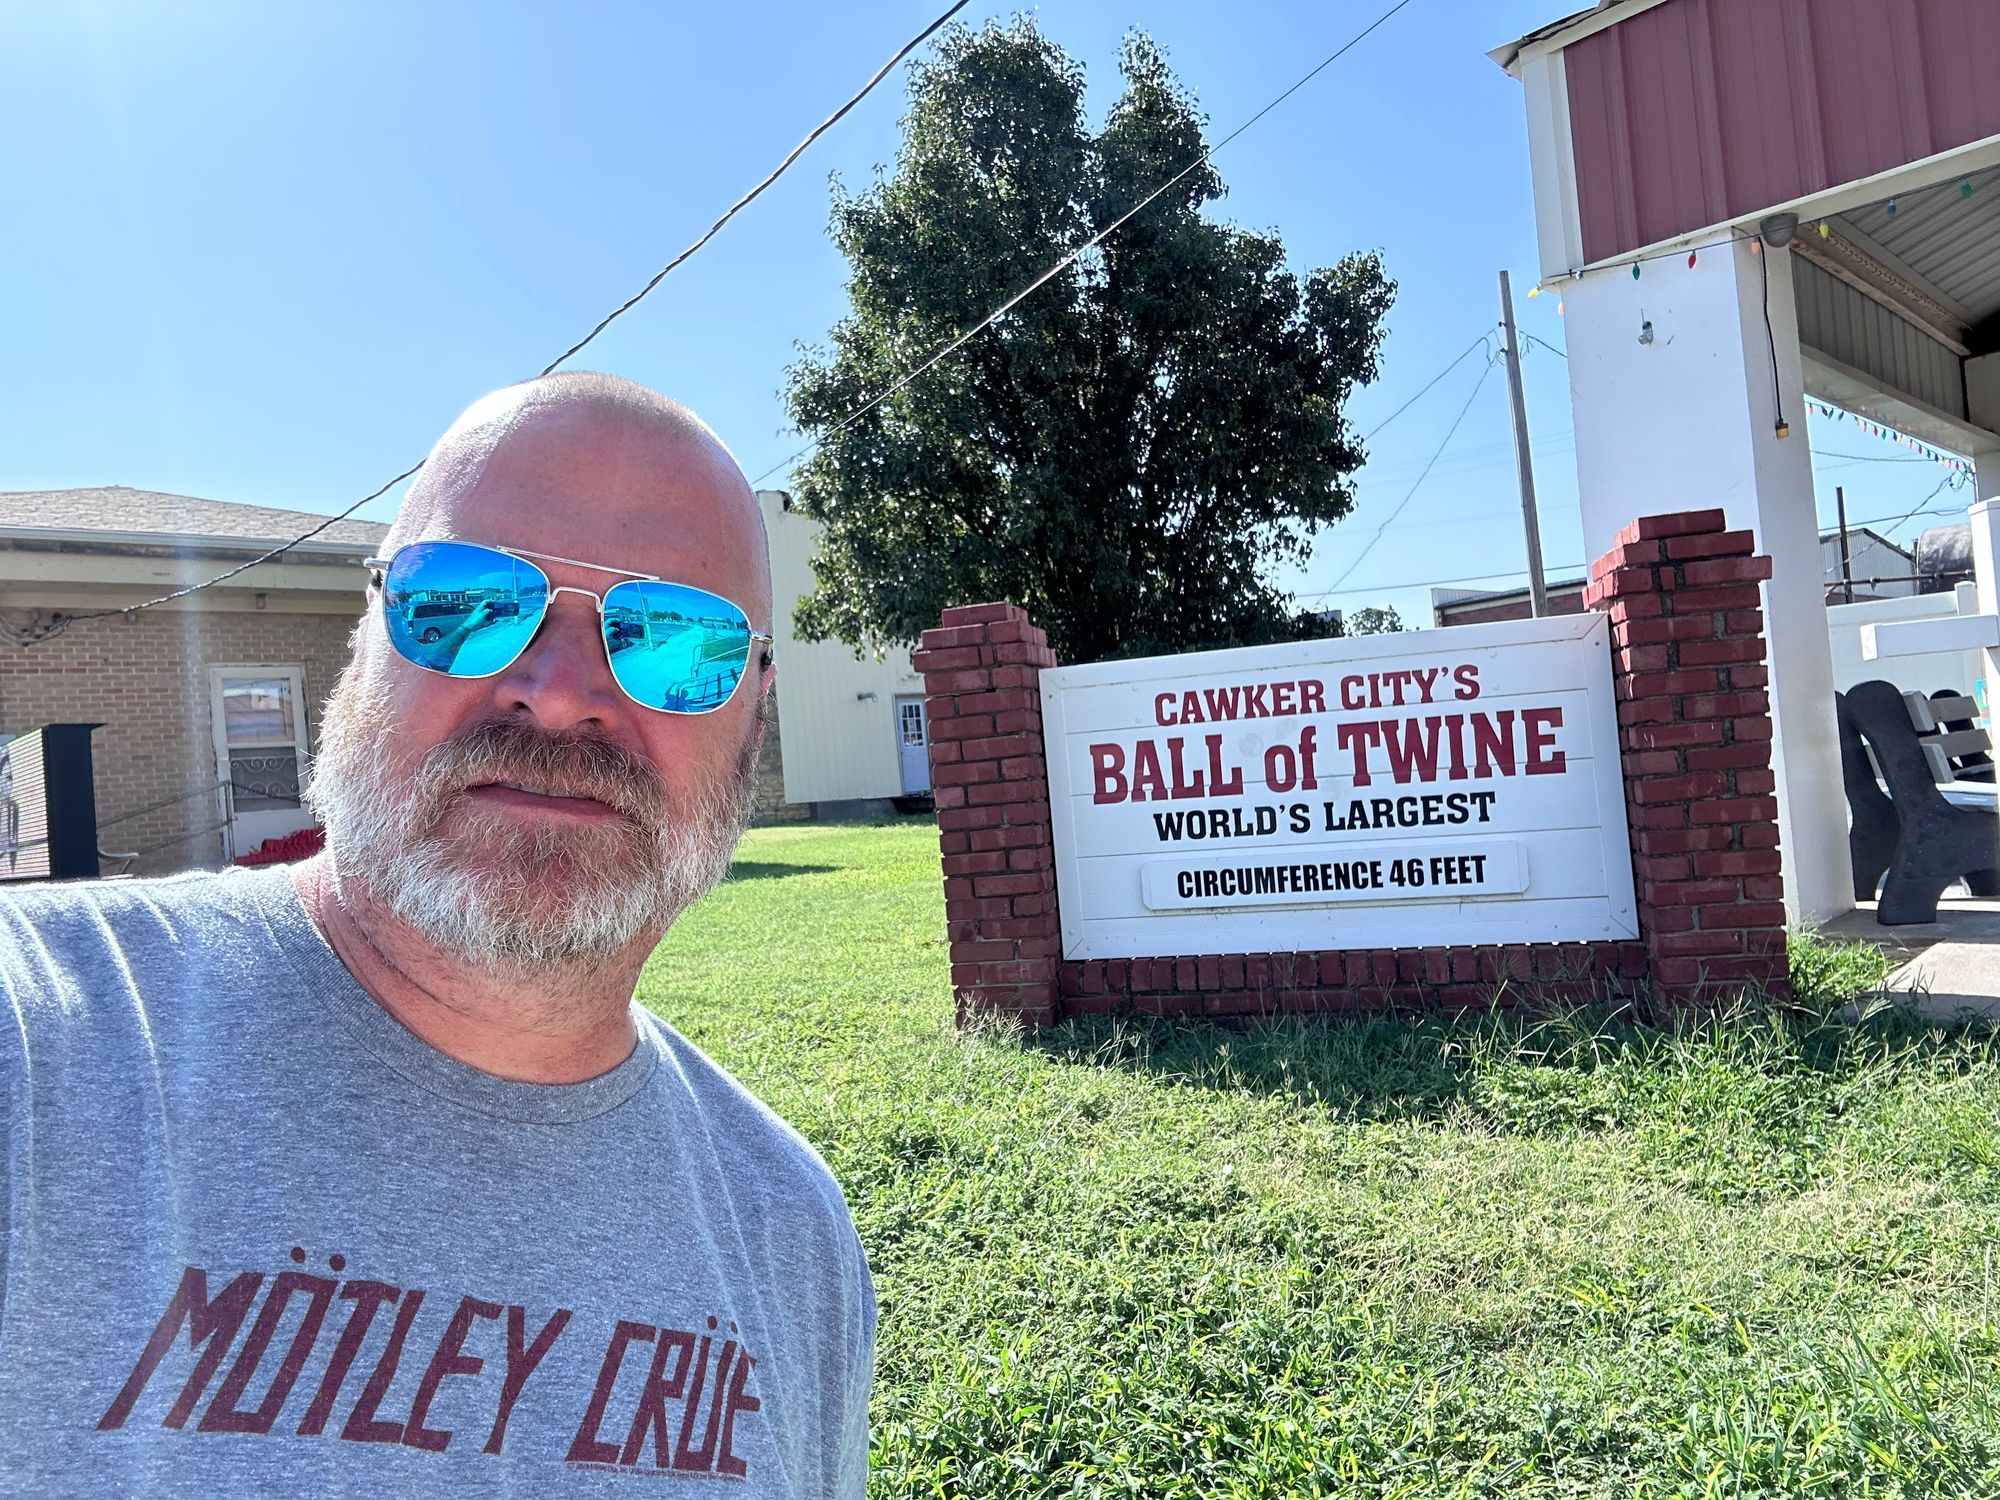 CAWKER CITY'S
BALL of TWINE
WORLD'S LARGEST
CIRCUMFERENCE 46 FEET
MÖTLEY CRÜE